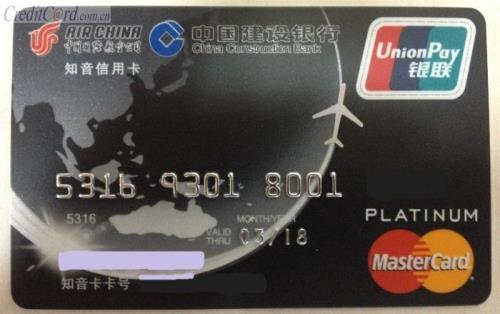 CreditCard.com.cn
AIR CHINA
中国国际航空公司
中国建设银行
China Construction Bank
知音信用卡
UnionPay
银联
5316 9301 8001
5316
MONTH/YEAR
VALID THRU 03/18
PLATINUM
MasterCard
知音卡卡号